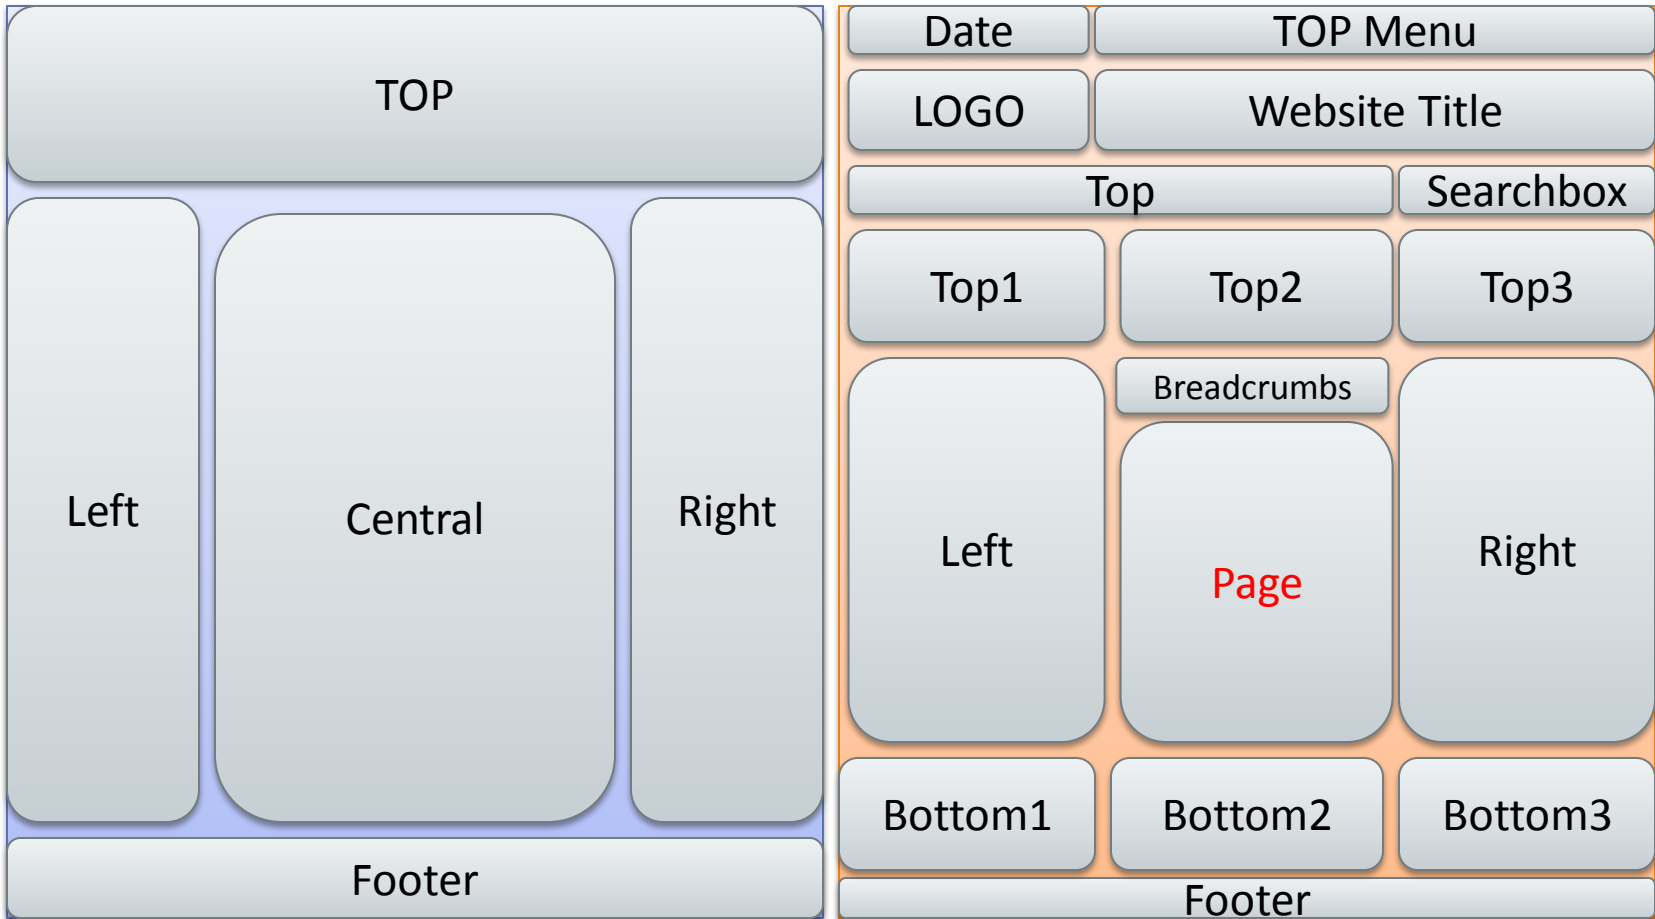 TOP
Left
Central
Right
Footer
Date
TOP Menu
LOGO
Website Title
Top
Searchbox
Top1
Top2
Top3
Left
Breadcrumbs
Page
Right
Bottom1
Bottom2
Bottom3
Footer